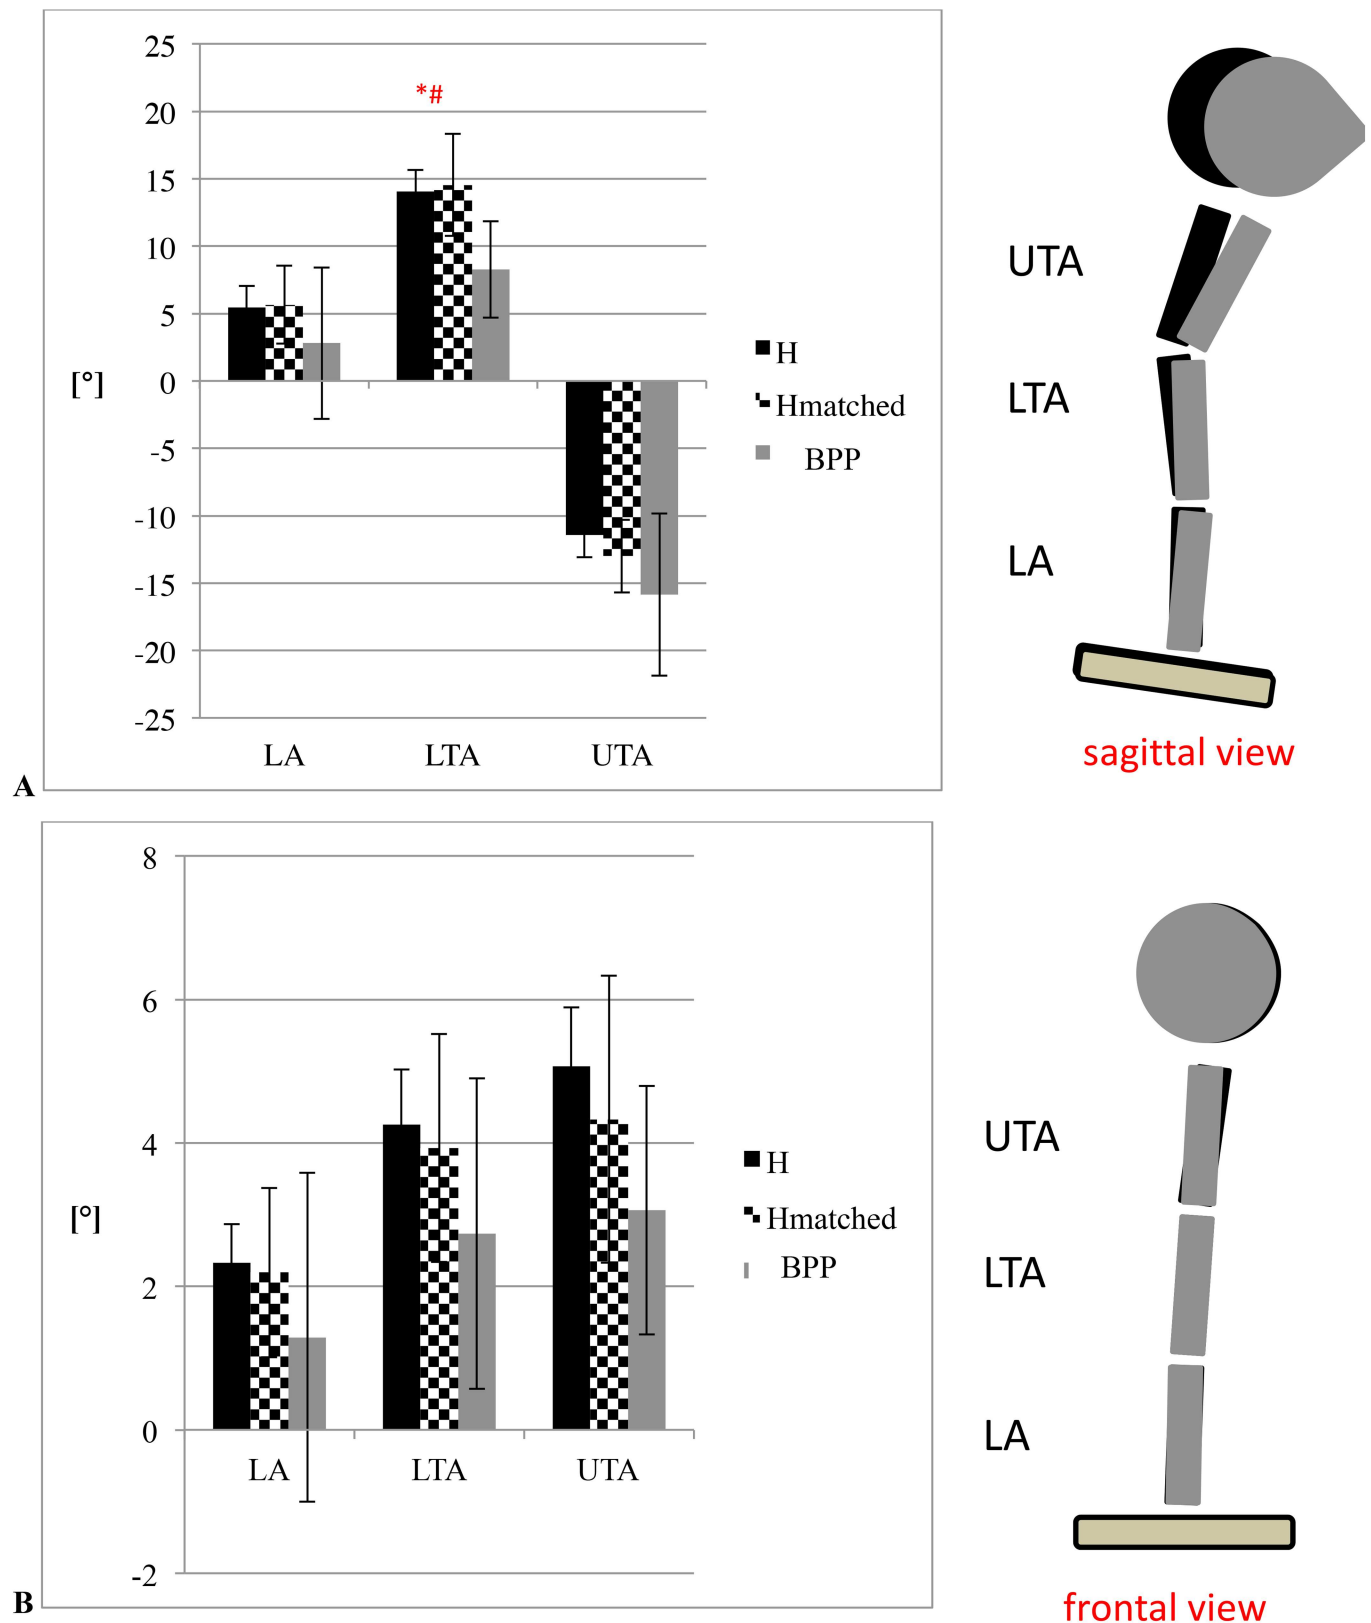 25
20
15
10
5
0
-5
-10
-15
-20
-25
[°]
*#
LA LTA UTA
H
Hmatched
BPP
A
UTA
LTA
LA
sagittal view
8
6
4
2
0
-2
[°]
LA LTA UTA
H
Hmatched
BPP
B
UTA
LTA
LA
frontal view